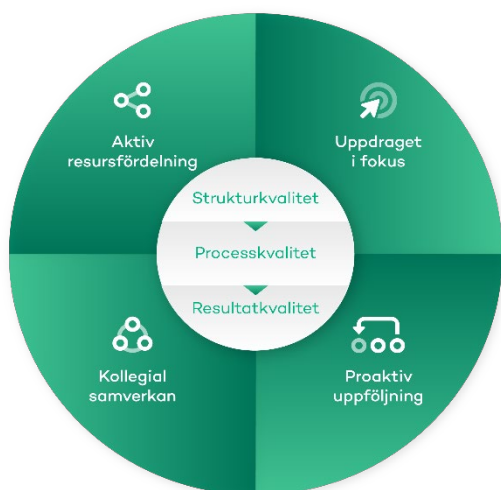 Aktiv
resursfördelning
Uppdraget
i fokus
Strukturkvalitet
Processkvalitet
Resultatkvalitet
Kollegial
samverkan
Proaktiv
uppföljning